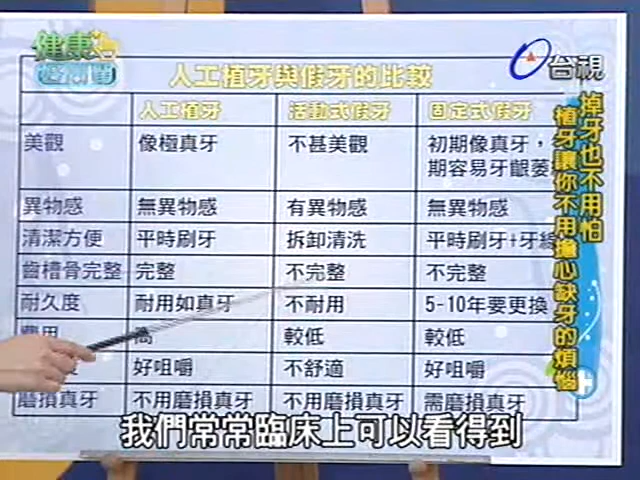 健康
台視
人工植牙與假牙的比較
人工植牙 活動式假牙 固定式假牙
美觀 像極真牙 不甚美觀 初期像真牙，
期容易牙齦萎
異物感 無異物感 有異物感 無異物感
清潔方便 平時刷牙 拆卸清洗 平時刷牙+牙線
齒槽骨完整 完整 不完整 不完整
耐久度 耐用如真牙 不耐用 5-10年要更換
費用 高 較低 較低
好咀嚼 不舒適 好咀嚼
磨損真牙 不用磨損真牙 不用磨損真牙 需磨損真牙
掉牙也不用怕
植牙讓你不用擔心缺牙的煩惱
我們常常臨床上可以看得到